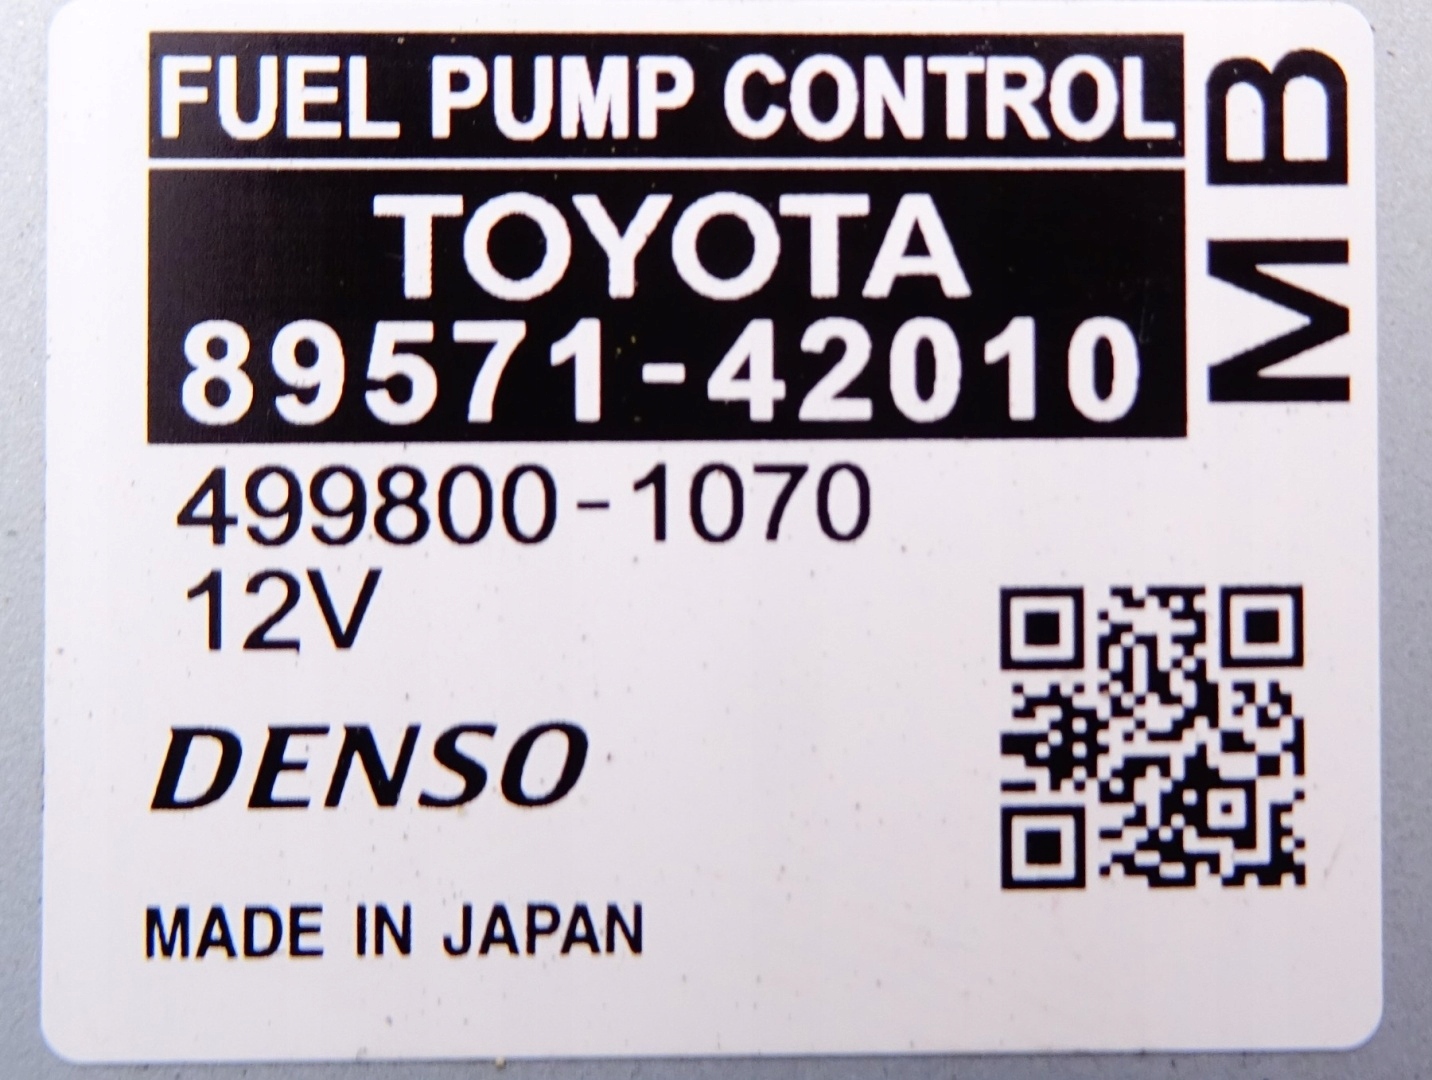 FUEL PUMP CONTROL
TOYOTA
89571-42010
MB
499800-1070
12V
DENSO
MADE IN JAPAN